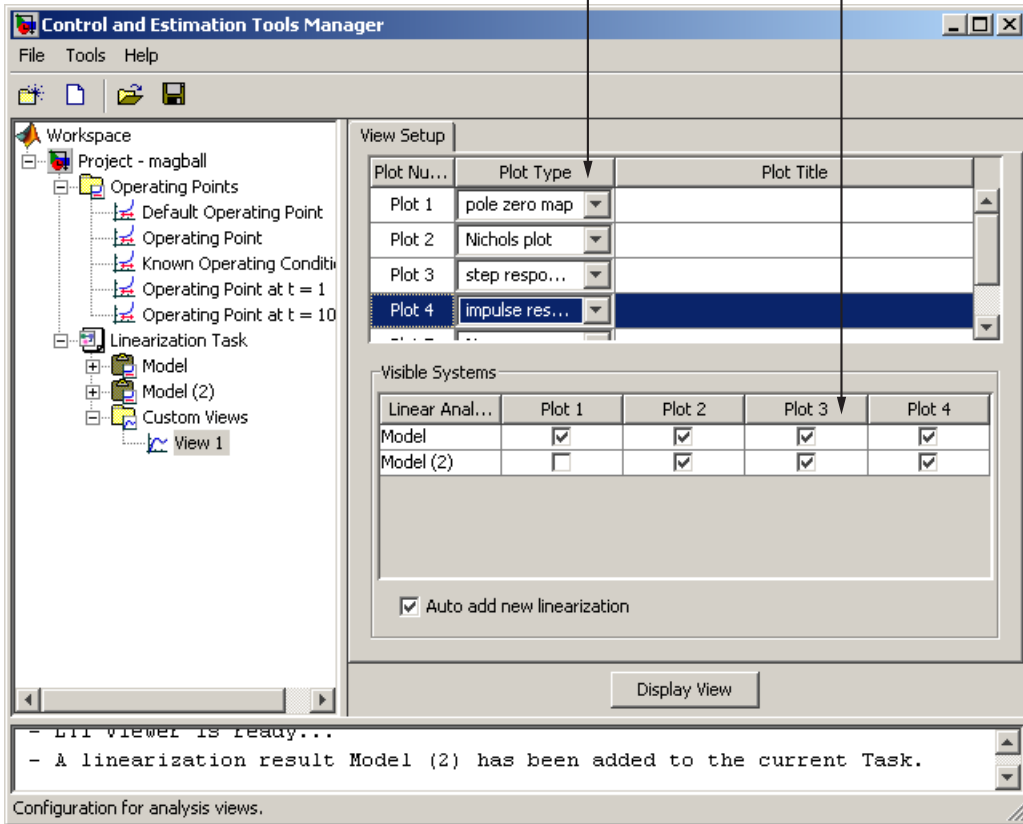 Control and Estimation Tools Manager
File Tools Help
Workspace
Project - magball
Operating Points
Default Operating Point
Operating Point
Known Operating Conditi
Operating Point at t = 1
Operating Point at t = 10
Linearization Task
Model
Model (2)
Custom Views
View 1
View Setup
Plot Nu... Plot Type Plot Title
Plot 1 pole zero map
Plot 2 Nichols plot
Plot 3 step respo...
Plot 4 impulse res...
Visible Systems
Linear Anal... Plot 1 Plot 2 Plot 3 Plot 4
Model
Model (2)
Auto add new linearization
Display View
- LTI Viewer is ready...
- A linearization result Model (2) has been added to the current Task.
Configuration for analysis views.